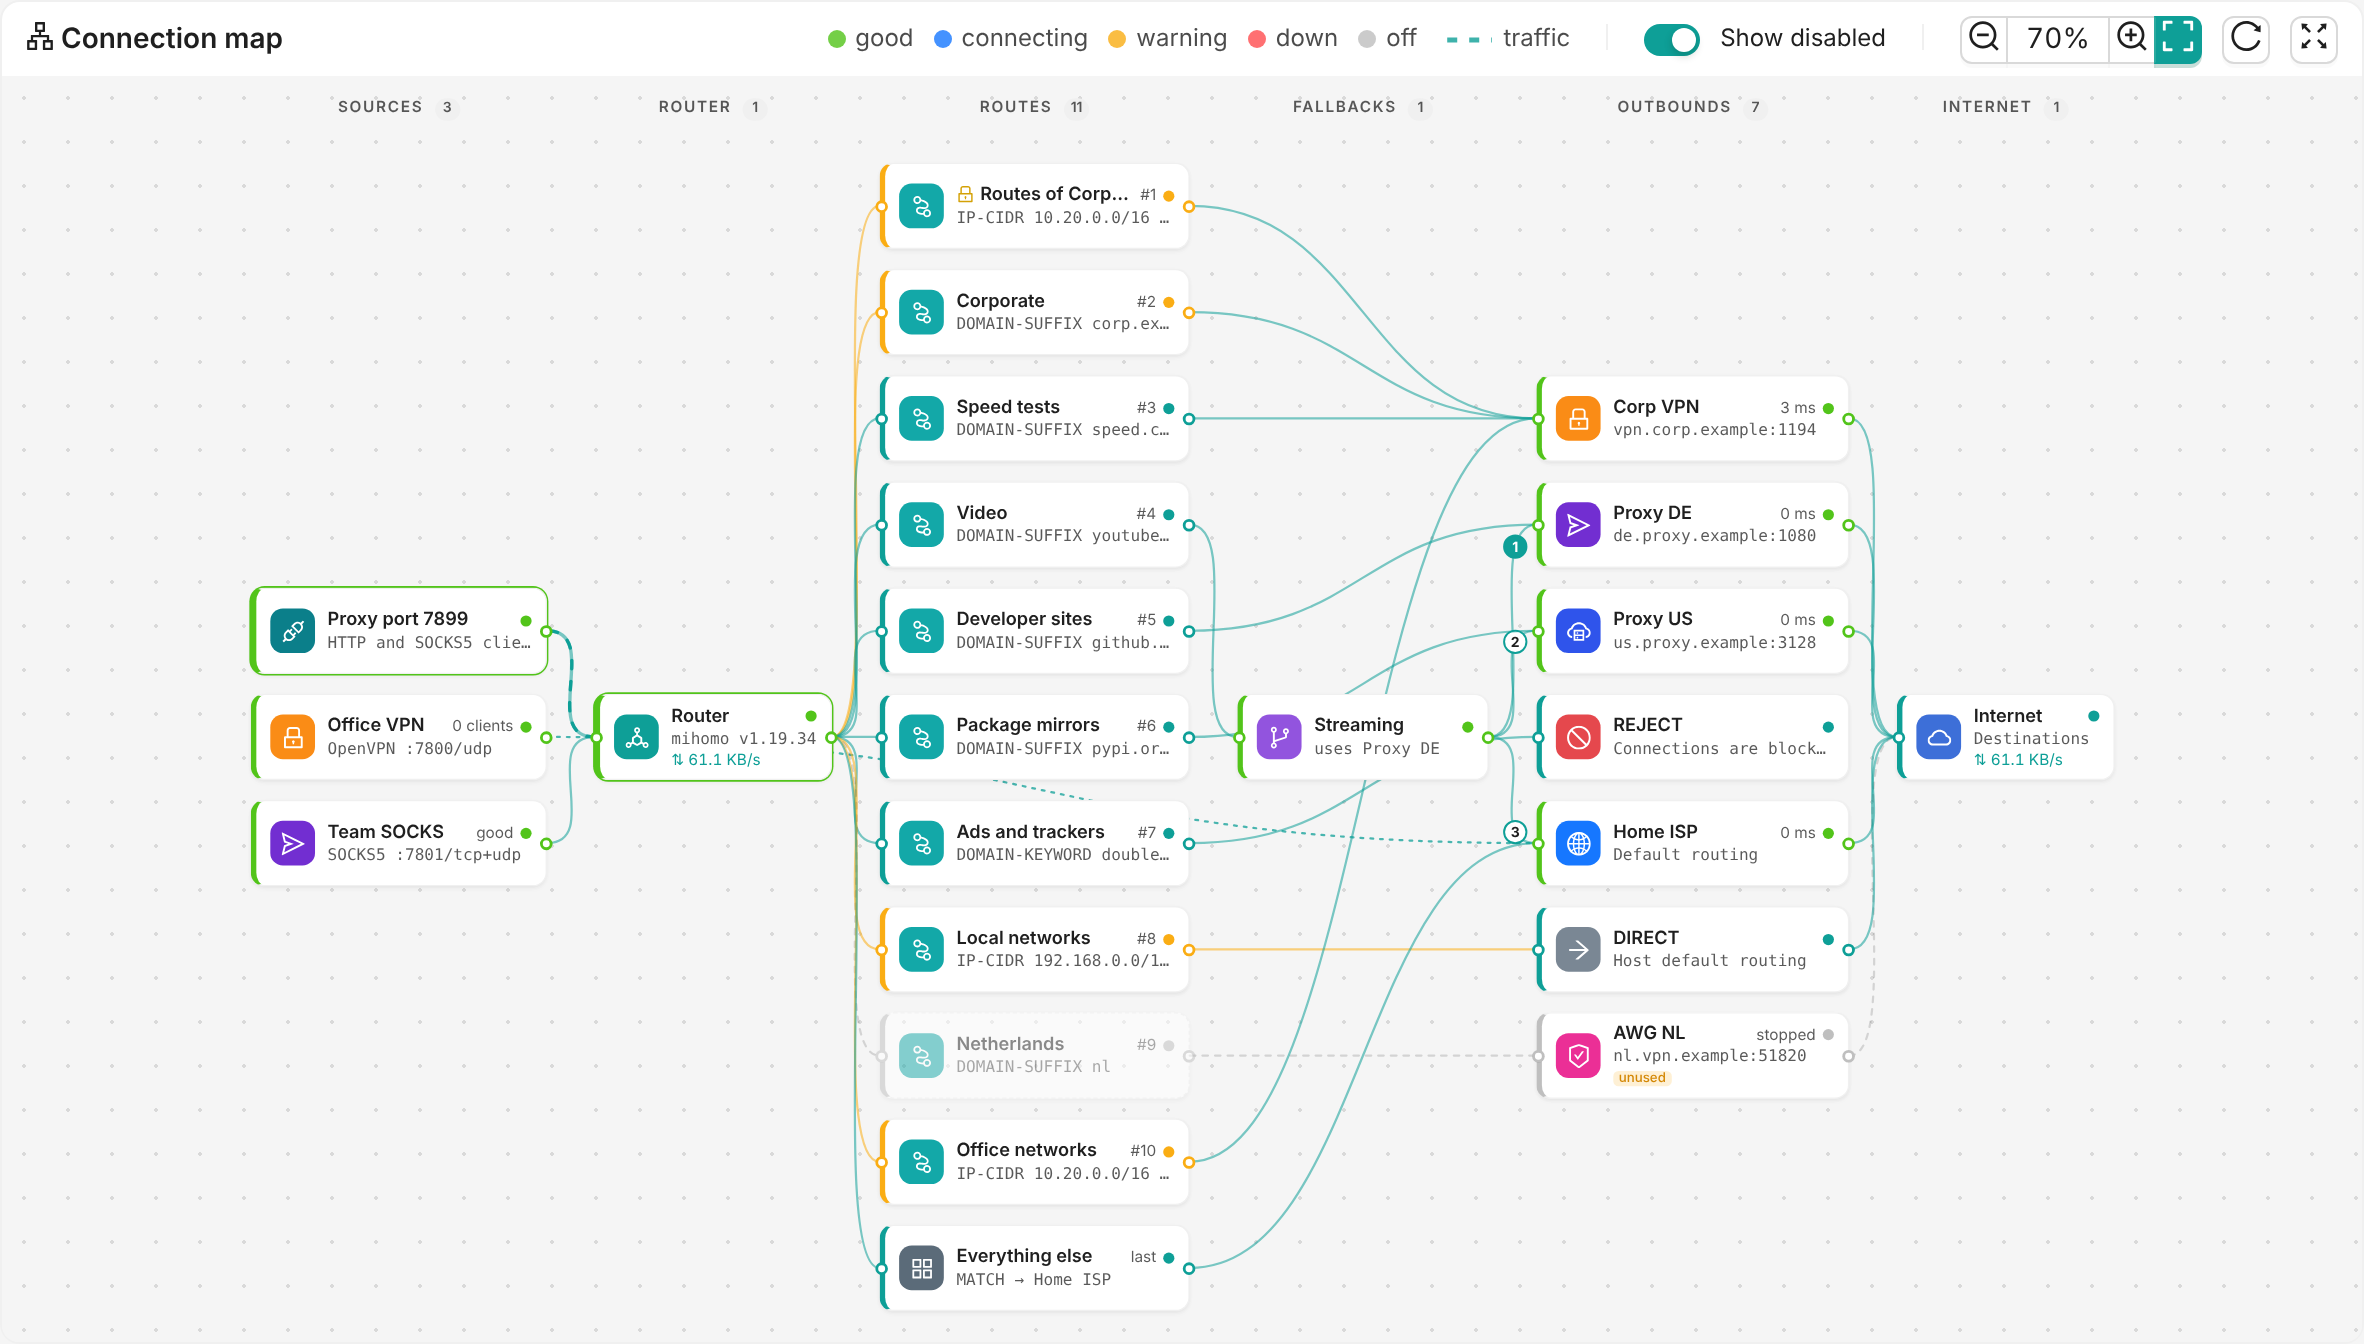 Connection map
good
connecting
warning
down
off
traffic
Show disabled
70%
SOURCES 3
ROUTER 1
ROUTES 11
FALLBACKS 1
OUTBOUNDS 7
INTERNET 1
Proxy port 7899
HTTP and SOCKS5 clie…
Office VPN 0 clients
OpenVPN :7800/udp
Team SOCKS good
SOCKS5 :7801/tcp+udp
Router
mihomo v1.19.34
⇅ 61.1 KB/s
Routes of Corp... #1
IP-CIDR 10.20.0.0/16 …
Corporate #2
DOMAIN-SUFFIX corp.ex…
Speed tests #3
DOMAIN-SUFFIX speed.c…
Video #4
DOMAIN-SUFFIX youtube…
Developer sites #5
DOMAIN-SUFFIX github.…
Package mirrors #6
DOMAIN-SUFFIX pypi.or…
Ads and trackers #7
DOMAIN-KEYWORD double…
Local networks #8
IP-CIDR 192.168.0.0/1…
Netherlands #9
DOMAIN-SUFFIX nl
Office networks #10
IP-CIDR 10.20.0.0/16 …
Everything else last
MATCH → Home ISP
Streaming
uses Proxy DE
1
2
3
Corp VPN 3 ms
vpn.corp.example:1194
Proxy DE 0 ms
de.proxy.example:1080
Proxy US 0 ms
us.proxy.example:3128
REJECT
Connections are block…
Home ISP 0 ms
Default routing
DIRECT
Host default routing
AWG NL stopped
nl.vpn.example:51820
unused
Internet
Destinations
⇅ 61.1 KB/s